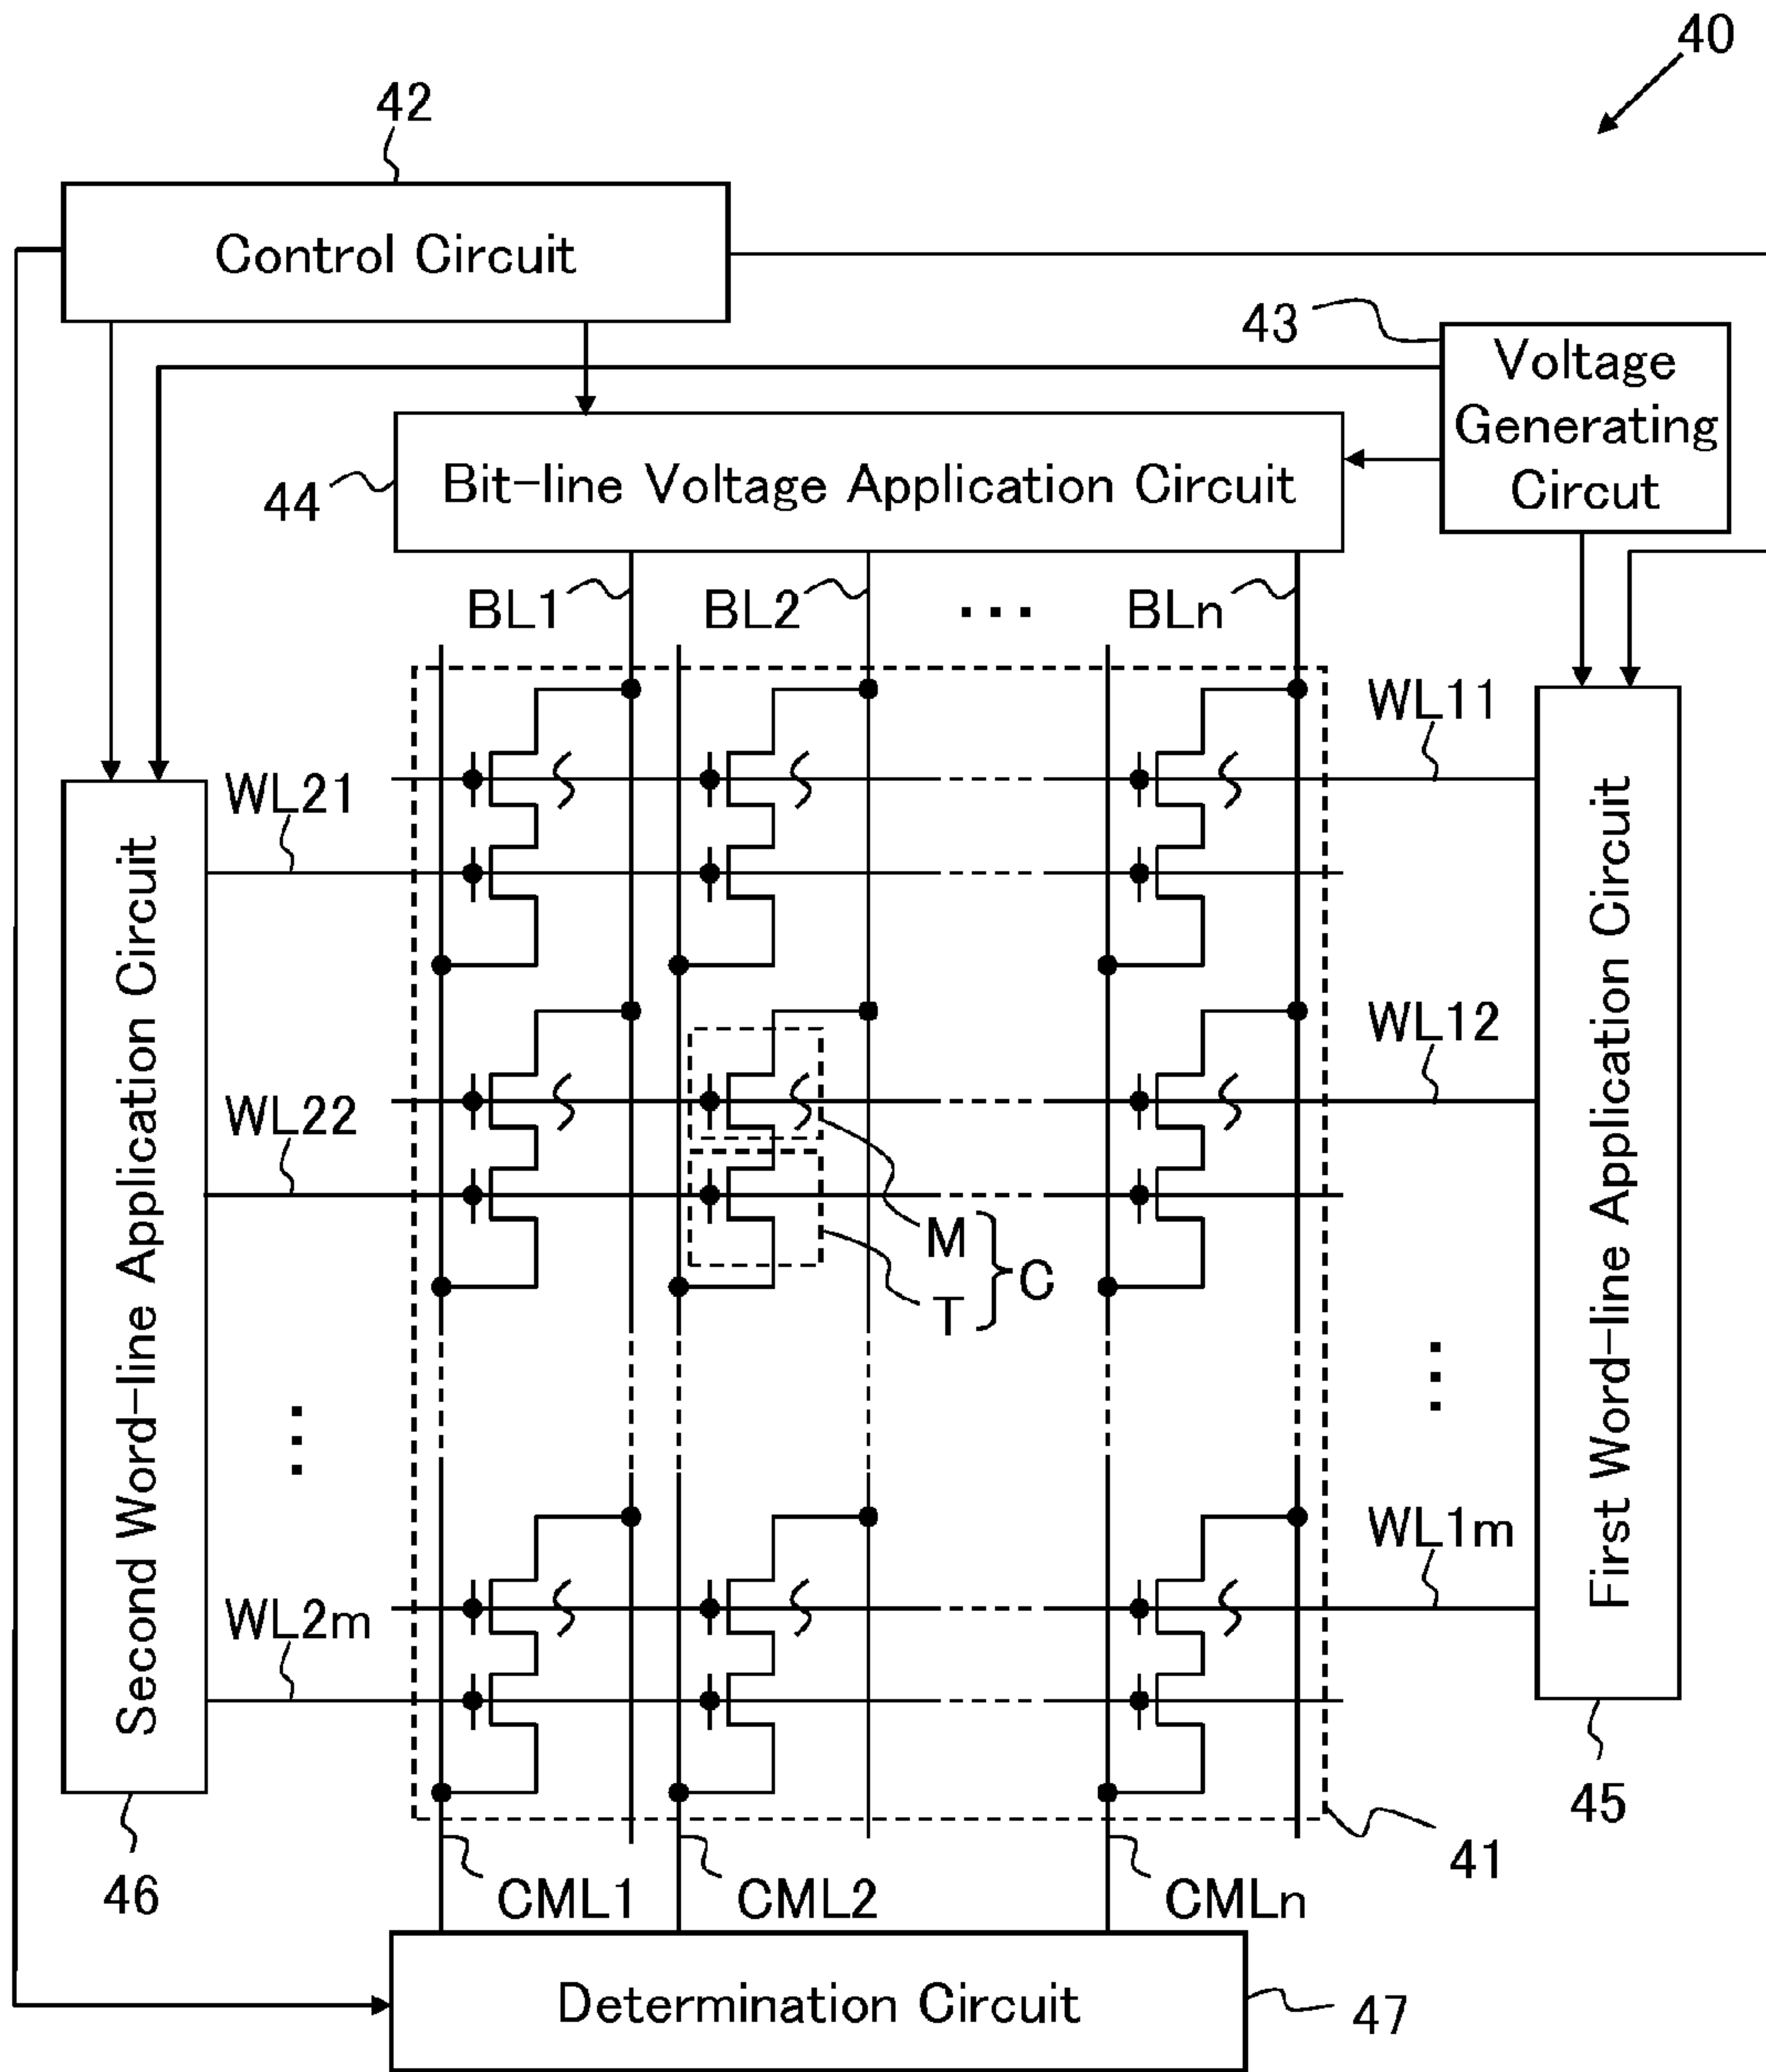 40
42
Control Circuit
43
Voltage
Generating
Circut
44
Bit-line Voltage Application Circuit
BL1
BL2
...
BLn
WL11
WL21
WL12
WL22
M
T
C
WL1m
WL2m
Second Word-line Application Circuit
First Word-line Application Circuit
45
41
46
CML1
CML2
CMLn
Determination Circuit
47